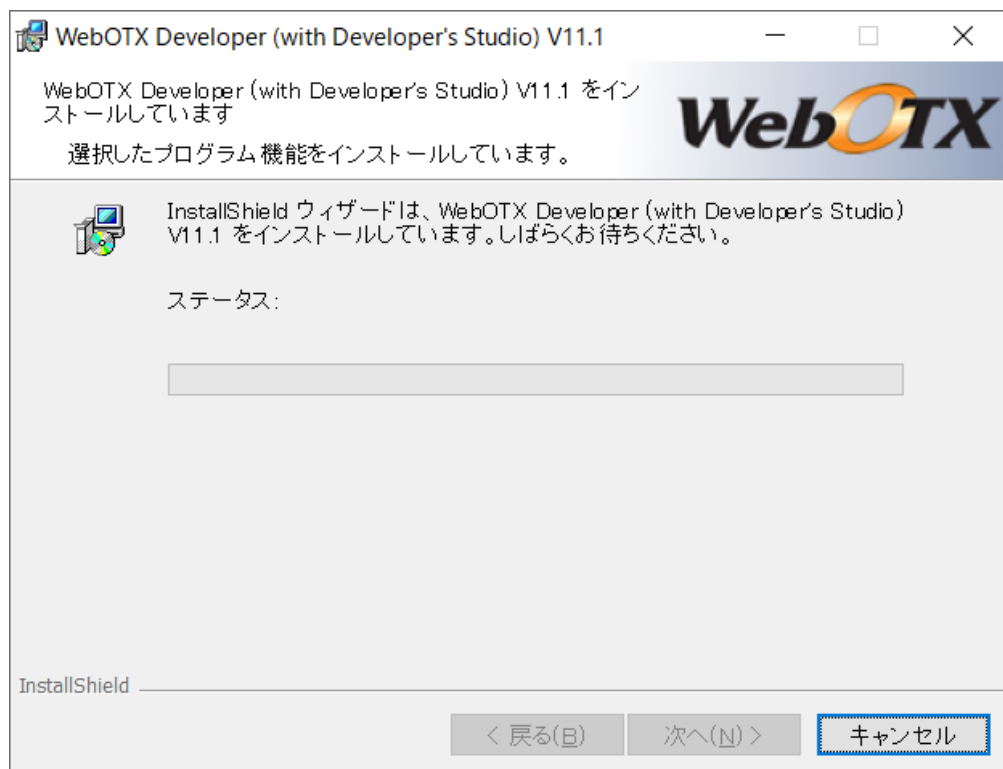 WebOTX Developer (with Developer's Studio) V11.1
WebOTX Developer (with Developer's Studio) V11.1 をイン
ストールしています
選択したプログラム機能をインストールしています。
WebOTX
InstallShield ウィザードは、WebOTX Developer (with Developer's Studio)
V11.1 をインストールしています。しばらくお待ちください。
ステータス:
InstallShield
< 戻る(B)
次へ(N) >
キャンセル